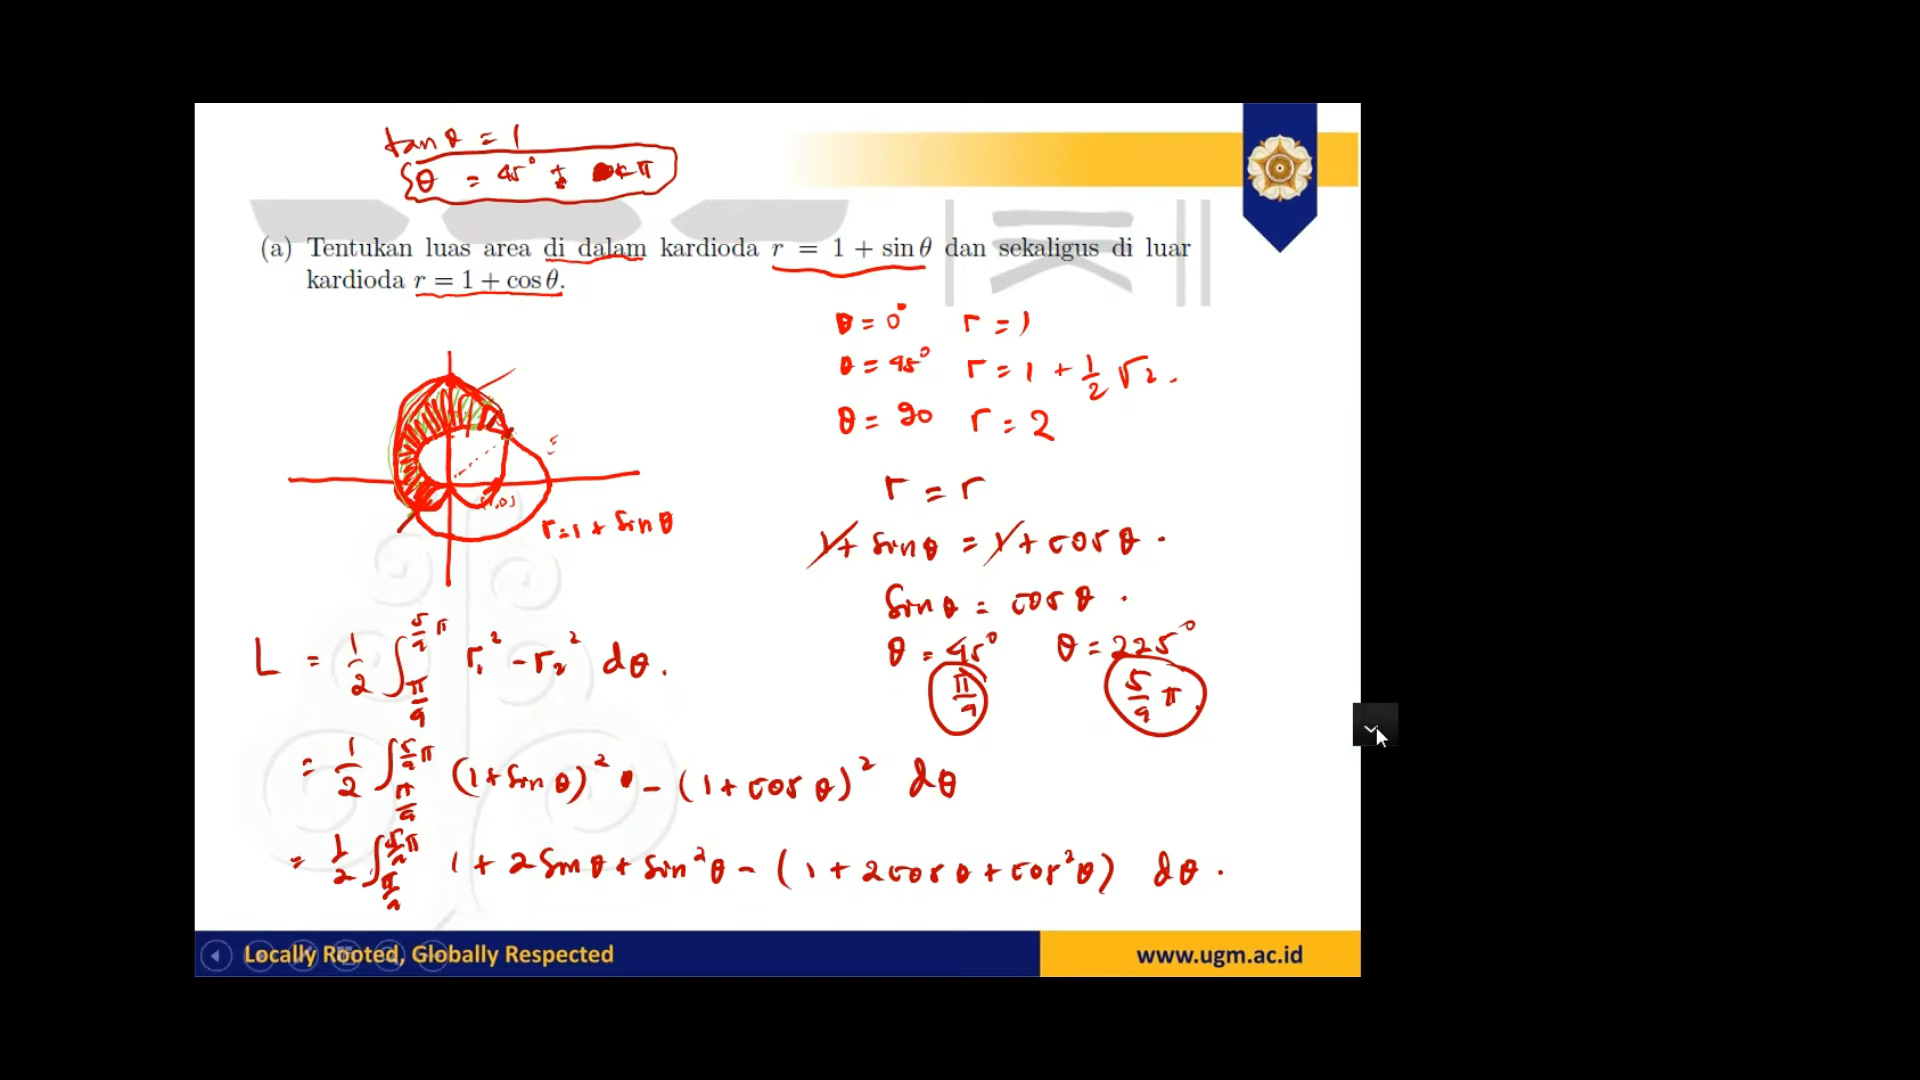 tan θ = 1
θ = 45° ± kπ
(a) Tentukan luas area di dalam kardioda r = 1 + sin θ dan sekaligus di luar
kardioda r = 1 + cos θ.
θ = 0° r = 1
θ = 45° r = 1 + 1/2 √2.
θ = 90 r = 2
r = r
1 + sin θ = 1 + cos θ.
sin θ = cos θ.
θ = 45° θ = 225°
π/4 5/4 π
(1,0)
r = 1 + sin θ
L = 1/2 ∫_{π/4}^{5/4 π} r₁² - r₂² dθ.
= 1/2 ∫_{π/4}^{5/4 π} (1 + sin θ)² - (1 + cos θ)² dθ
= 1/2 ∫_{π/4}^{5/4 π} 1 + 2 sin θ + sin² θ - (1 + 2 cos θ + cos² θ) dθ.
Locally Rooted, Globally Respected
www.ugm.ac.id